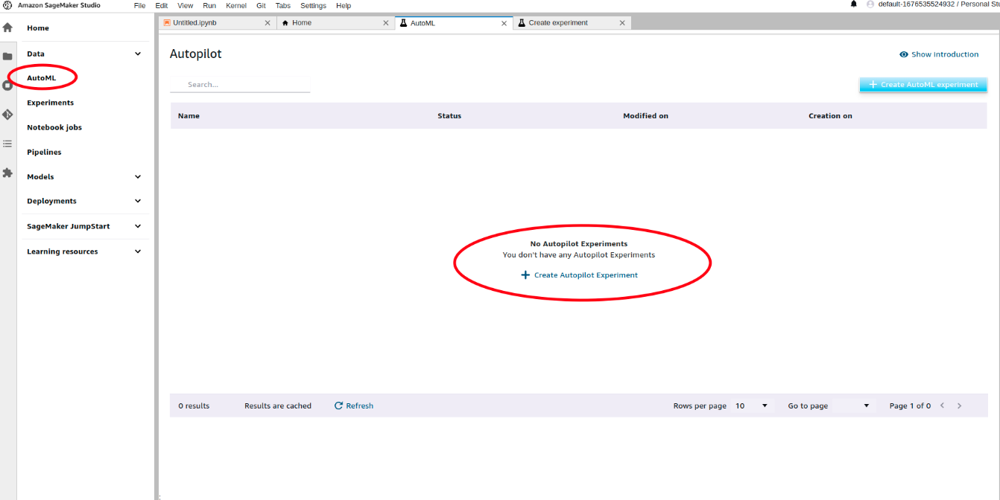 Amazon SageMaker Studio File Edit View Run Kernel Git Tabs Settings Help default-1676535524932 / Personal Stu
Untitled.ipynb Home AutoML Create experiment
Home
Data
AutoML
Experiments
Notebook jobs
Pipelines
Models
Deployments
SageMaker JumpStart
Learning resources
Autopilot Show Introduction
Search... Create AutoML experiment
Name Status Modified on Creation on
No Autopilot Experiments
You don't have any Autopilot Experiments
Create Autopilot Experiment
0 results Results are cached Refresh Rows per page 10 Go to page Page 1 of 0